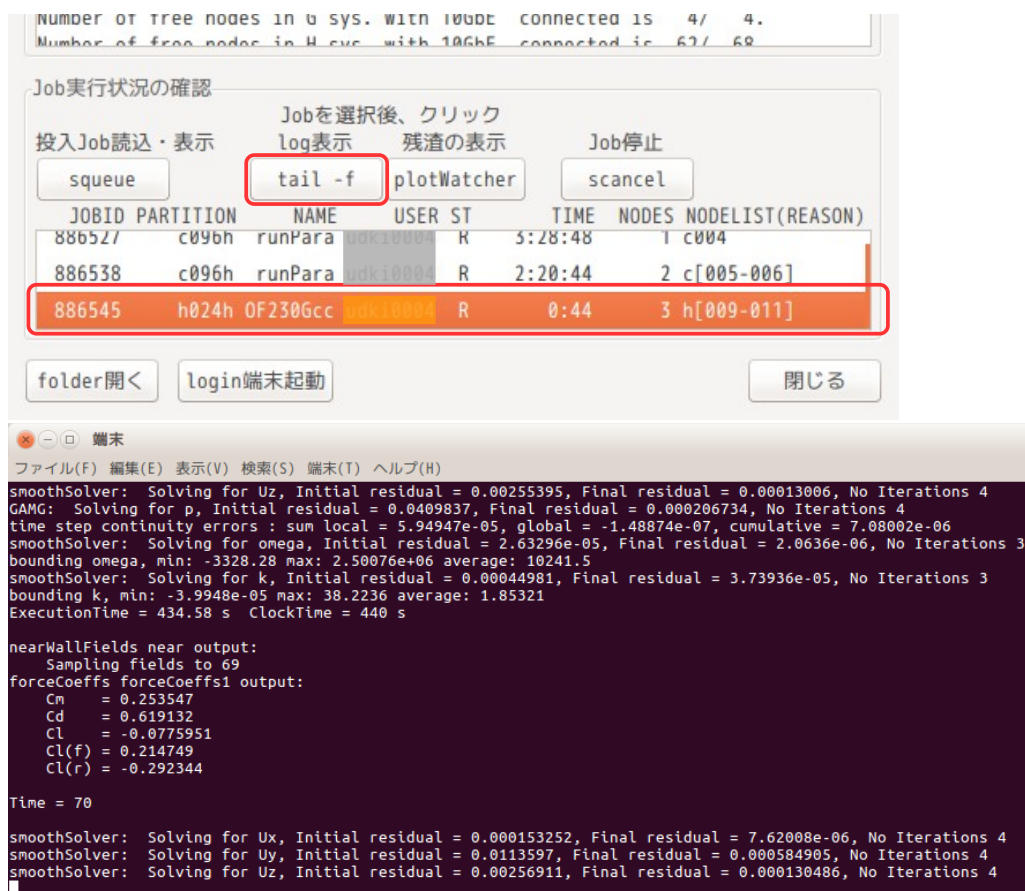 Number of free nodes in G sys. with 10GbE connected is 4/ 4.
Number of free nodes in H sys. with 10GbE connected is 62/ 68
Job実行状況の確認
Jobを選択後、クリック
投入Job読込・表示 log表示 残渣の表示 Job停止
squeue tail -f plotWatcher scancel
JOBID PARTITION NAME USER ST TIME NODES NODELIST(REASON)
886527 c096h runPara udki0004 R 3:28:48 1 c004
886538 c096h runPara udki0004 R 2:20:44 2 c[005-006]
886545 h024h OF230Gcc udki0004 R 0:44 3 h[009-011]
folder開く login端末起動 閉じる
端末
ファイル(F) 編集(E) 表示(V) 検索(S) 端末(T) ヘルプ(H)
smoothSolver: Solving for Uz, Initial residual = 0.00255395, Final residual = 0.00013006, No Iterations 4
GAMG: Solving for p, Initial residual = 0.0409837, Final residual = 0.000206734, No Iterations 4
time step continuity errors : sum local = 5.94947e-05, global = -1.48874e-07, cumulative = 7.08002e-06
smoothSolver: Solving for omega, Initial residual = 2.63296e-05, Final residual = 2.0636e-06, No Iterations 3
bounding omega, min: -3328.28 max: 2.50076e+06 average: 10241.5
smoothSolver: Solving for k, Initial residual = 0.00044981, Final residual = 3.73936e-05, No Iterations 3
bounding k, min: -3.9948e-05 max: 38.2236 average: 1.85321
ExecutionTime = 434.58 s ClockTime = 440 s
nearWallFields near output:
Sampling fields to 69
forceCoeffs forceCoeffs1 output:
Cm = 0.253547
Cd = 0.619132
Cl = -0.0775951
Cl(f) = 0.214749
Cl(r) = -0.292344
Time = 70
smoothSolver: Solving for Ux, Initial residual = 0.000153252, Final residual = 7.62008e-06, No Iterations 4
smoothSolver: Solving for Uy, Initial residual = 0.0113597, Final residual = 0.000584905, No Iterations 4
smoothSolver: Solving for Uz, Initial residual = 0.00256911, Final residual = 0.000130486, No Iterations 4